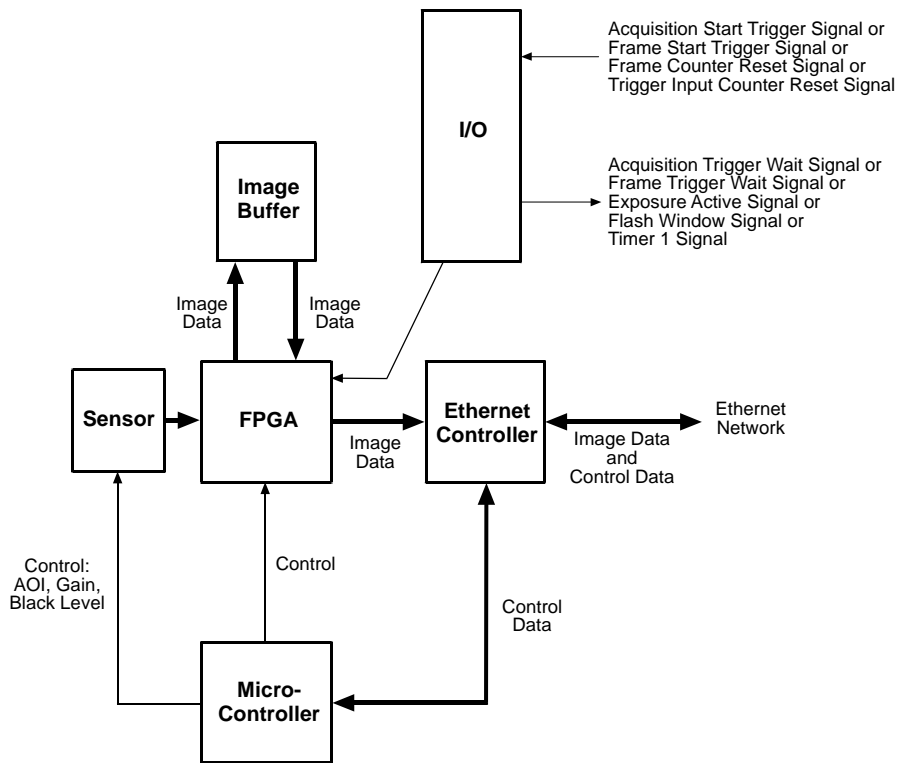 Acquisition Start Trigger Signal or
Frame Start Trigger Signal or
Frame Counter Reset Signal or
Trigger Input Counter Reset Signal
I/O
Acquisition Trigger Wait Signal or
Frame Trigger Wait Signal or
Exposure Active Signal or
Flash Window Signal or
Timer 1 Signal
Image
Buffer
Image
Data
Image
Data
Sensor
FPGA
Image
Data
Ethernet
Controller
Image Data
and
Control Data
Ethernet
Network
Control:
AOI, Gain,
Black Level
Control
Control
Data
Micro-
Controller